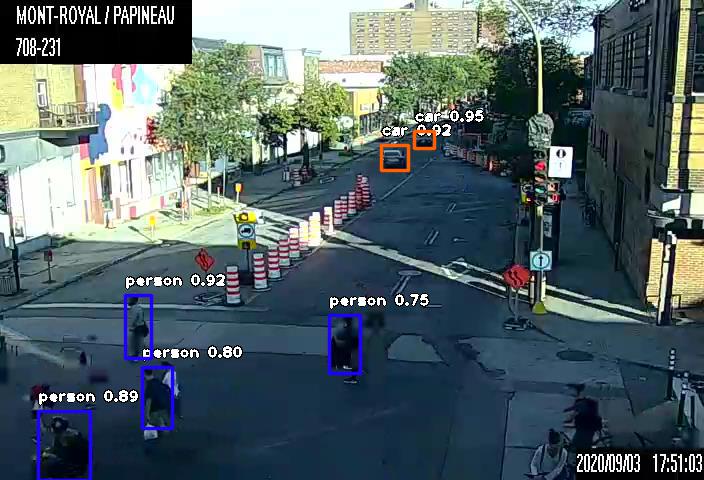 MONT-ROYAL / PAPINEAU
708-231
car 0.95
car 0.92
person 0.92
person 0.75
person 0.80
person 0.89
2020/09/03 17:51:03